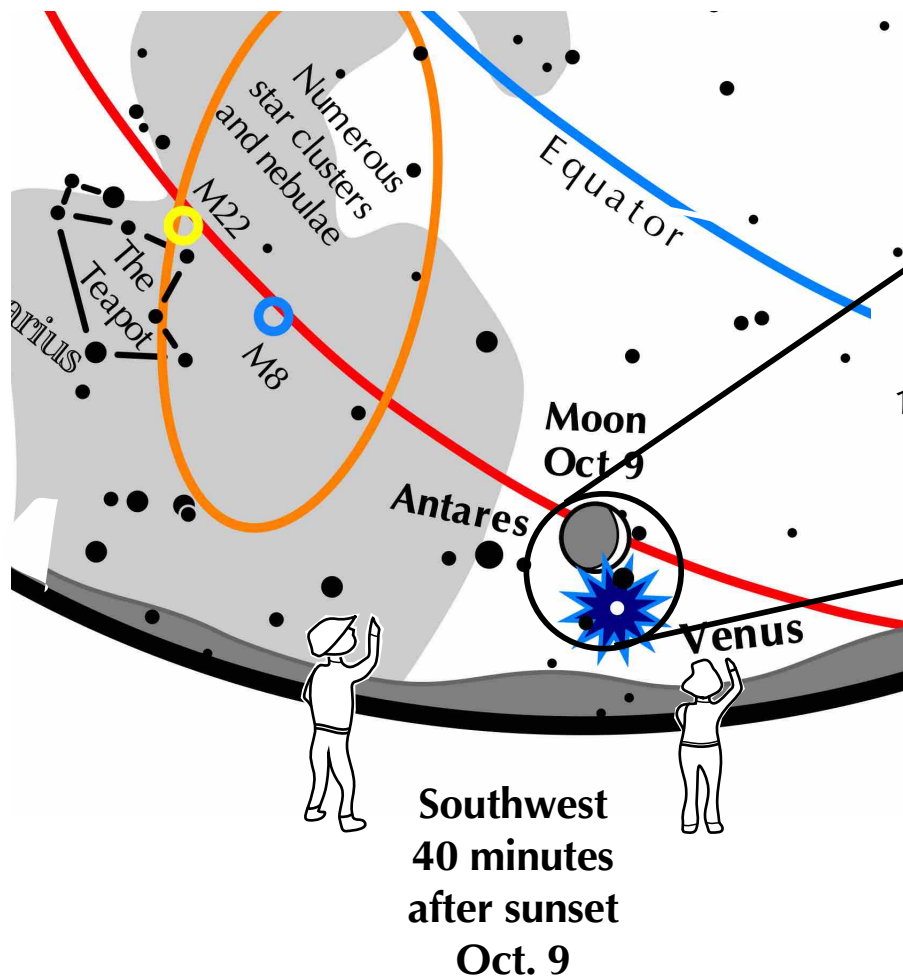 Numerous
star clusters
and nebulae
Equator
M22
The
Teapot
arius
M8
Moon
Oct 9
1
Antares
Venus
Southwest
40 minutes
after sunset
Oct. 9